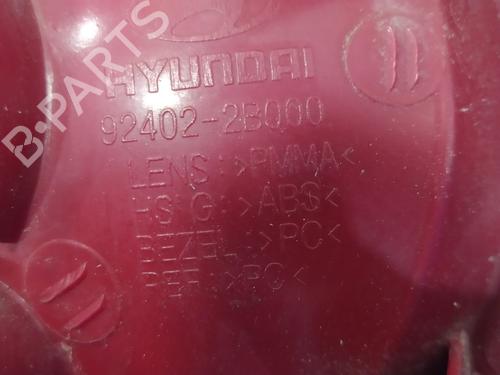 HYUNDAI
92402-2B000
LENS:>PMMA<
HSG:>ABS<
BEZEL:>PC<
REF:>PC<
B-PARTS